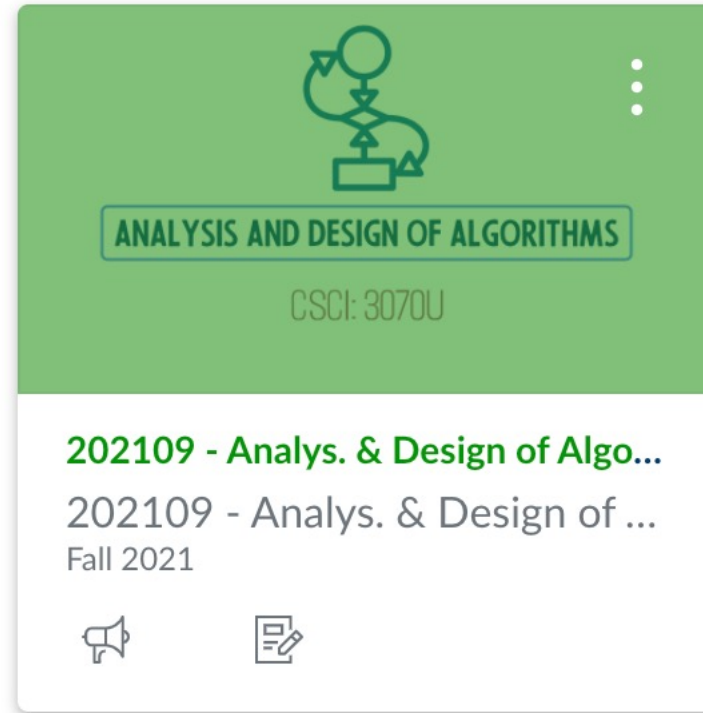 ANALYSIS AND DESIGN OF ALGORITHMS
CSCI: 3070U
202109 - Analys. & Design of Algo...
202109 - Analys. & Design of ...
Fall 2021